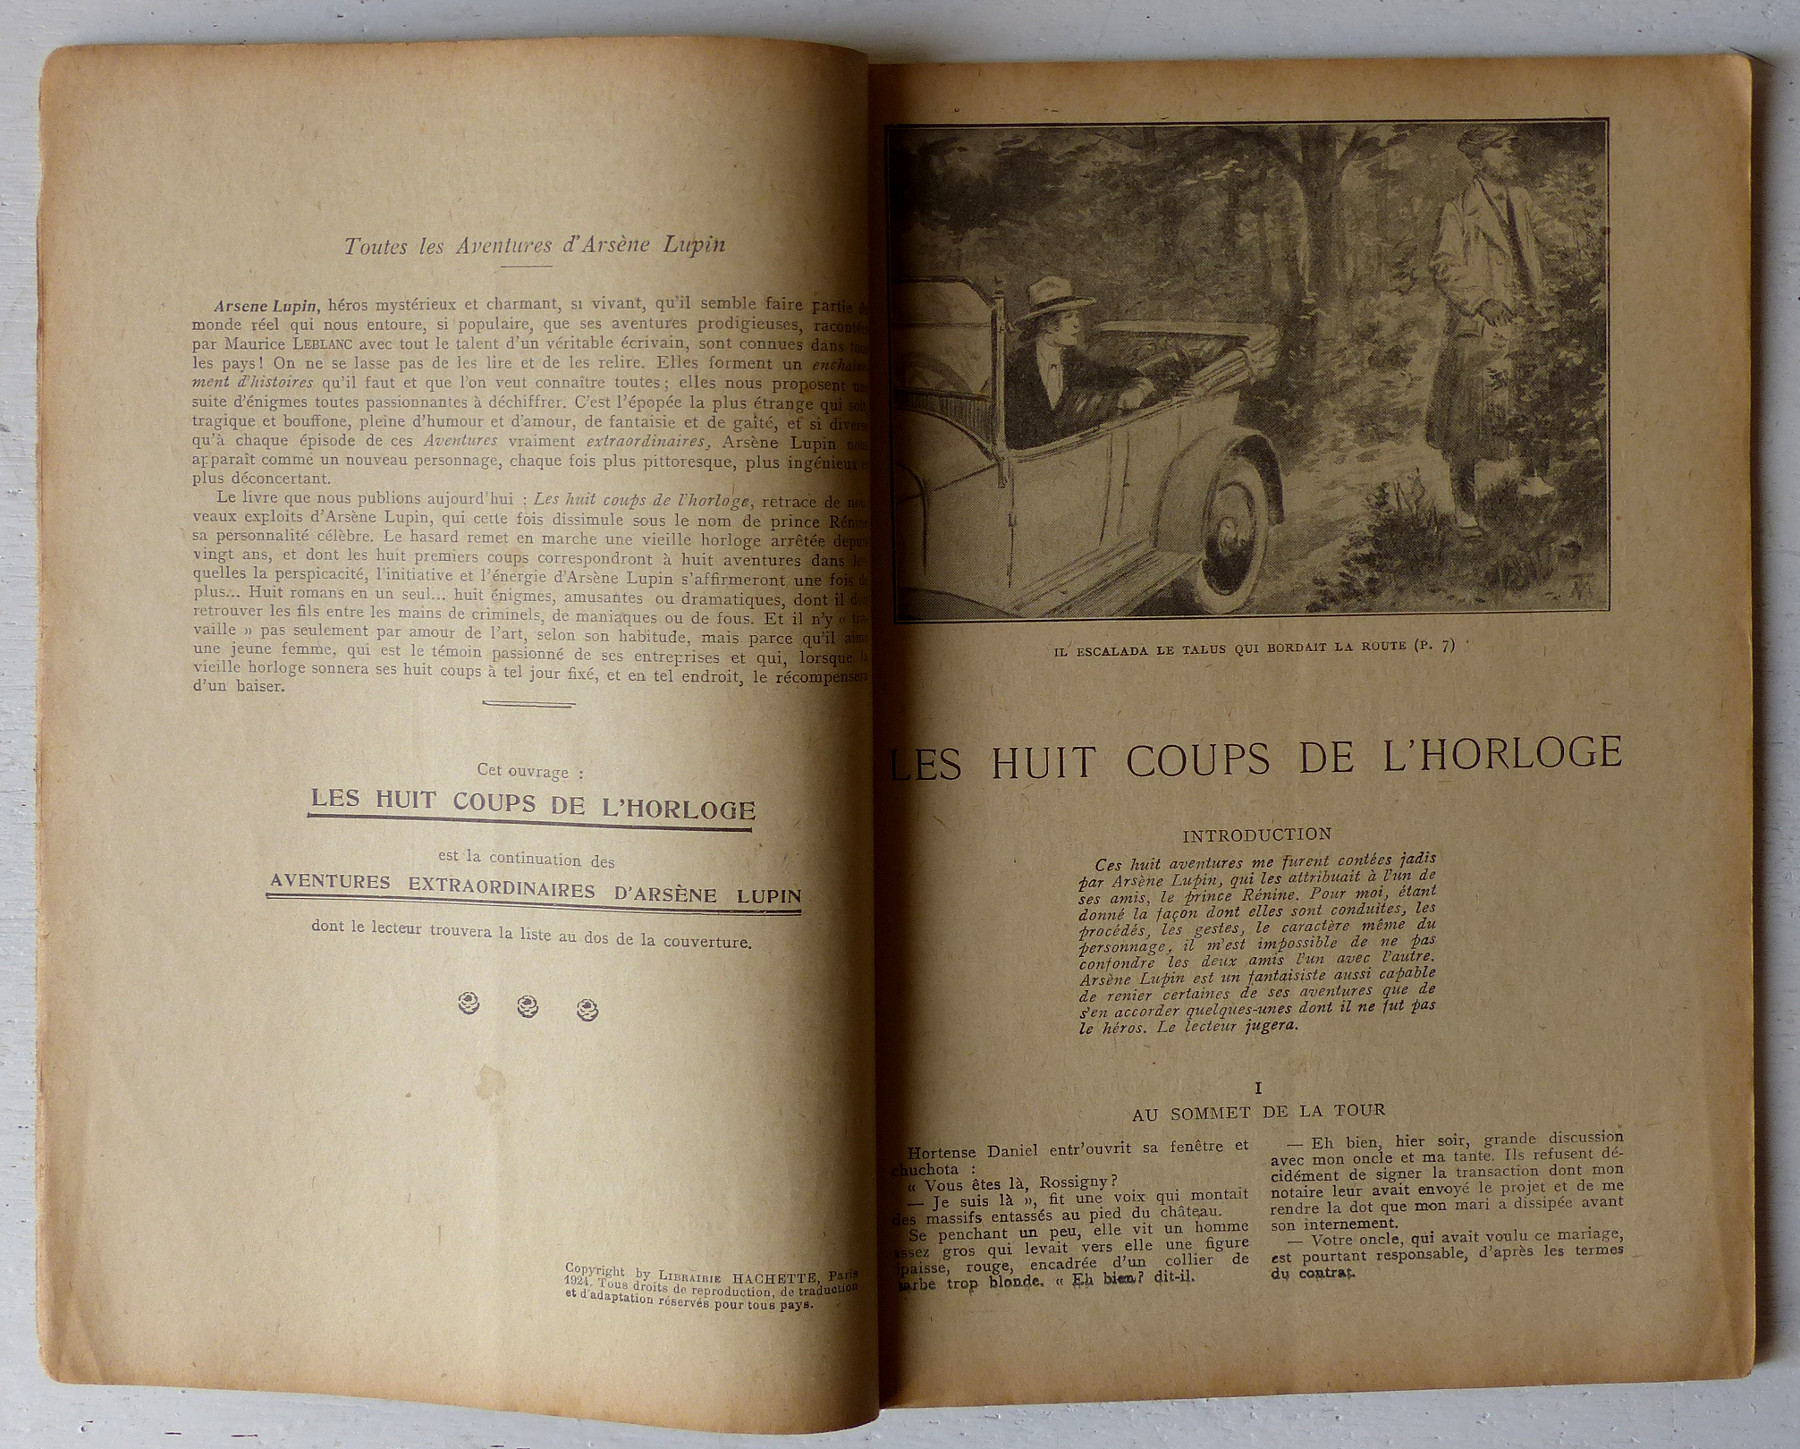 Toutes les Aventures d'Arsène Lupin
Arsene Lupin, héros mystérieux et charmant, si vivant, qu'il semble faire partie
monde réel qui nous entoure, si populaire, que ses aventures prodigieuses, racontées
par Maurice LEBLANC avec tout le talent d'un véritable écrivain, sont connues dans
les pays ! On ne se lasse pas de les lire et de les relire. Elles forment un enchaîne-
ment d'histoires qu'il faut et que l'on veut connaître toutes ; elles nous proposent
suite d'énigmes toutes passionnantes à déchiffrer. C'est l'épopée la plus étrange qui
tragique et bouffone, pleine d'humour et d'amour, de fantaisie et de gaîté, et si
qu'à chaque épisode de ces Aventures vraiment extraordinaires, Arsène Lupin
apparaît comme un nouveau personnage, chaque fois plus pittoresque, plus ingénieux
plus déconcertant.
Le livre que nous publions aujourd'hui : Les huit coups de l'horloge, retrace de
veaux exploits d'Arsène Lupin, qui cette fois dissimule sous le nom de prince Rénine
sa personnalité célèbre. Le hasard remet en marche une vieille horloge arrêtée depuis
vingt ans, et dont les huit premiers coups correspondront à huit aventures dans
quelles la perspicacité, l'initiative et l'énergie d'Arsène Lupin s'affirmeront une fois
plus... Huit romans en un seul... huit énigmes, amusantes ou dramatiques, dont il
retrouver les fils entre les mains de criminels, de maniaques ou de fous. Et il n'y « tra-
vaille » pas seulement par amour de l'art, selon son habitude, mais parce qu'il aime
une jeune femme, qui est le témoin passionné de ses entreprises et qui, lorsque la
vieille horloge sonnera ses huit coups à tel jour fixé, et en tel endroit, le récompensera
d'un baiser.
Cet ouvrage :
LES HUIT COUPS DE L'HORLOGE
est la continuation des
AVENTURES EXTRAORDINAIRES D'ARSÈNE LUPIN
dont le lecteur trouvera la liste au dos de la couverture.
Copyright by LIBRAIRIE HACHETTE, Paris
1924. Tous droits de reproduction, de traduction
et d'adaptation réservés pour tous pays.
IL ESCALADA LE TALUS QUI BORDAIT LA ROUTE (P. 7)
LES HUIT COUPS DE L'HORLOGE
INTRODUCTION
Ces huit aventures me furent contées jadis
par Arsène Lupin, qui les attribuait à l'un de
ses amis, le prince Rénine. Pour moi, étant
donné la façon dont elles sont conduites, les
procédés, les gestes, le caractère même du
personnage, il m'est impossible de ne pas
confondre les deux amis l'un avec l'autre.
Arsène Lupin est un fantaisiste aussi capable
de renier certaines de ses aventures que de
s'en accorder quelques-unes dont il ne fut pas
le héros. Le lecteur jugera.
I
AU SOMMET DE LA TOUR
Hortense Daniel entr'ouvrit sa fenêtre et
chuchota :
« Vous êtes là, Rossigny ?
— Je suis là », fit une voix qui montait
des massifs entassés au pied du château.
Se penchant un peu, elle vit un homme
assez gros qui levait vers elle une figure
épaisse, rouge, encadrée d'un collier de
barbe trop blonde. « Eh bien ? dit-il.
— Eh bien, hier soir, grande discussion
avec mon oncle et ma tante. Ils refusent dé-
cidément de signer la transaction dont mon
notaire leur avait envoyé le projet et de me
rendre la dot que mon mari a dissipée avant
son internement.
— Votre oncle, qui avait voulu ce mariage,
est pourtant responsable, d'après les termes
du contrat.